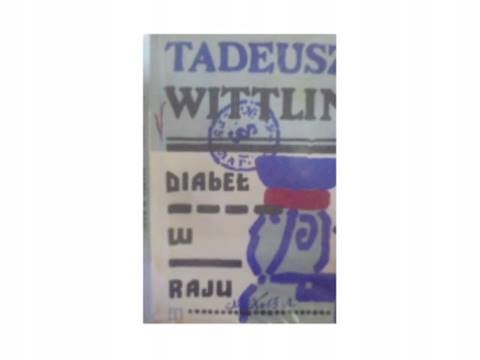 TADEUSZ
WITTLIN
DIABEŁ
W
RAJU